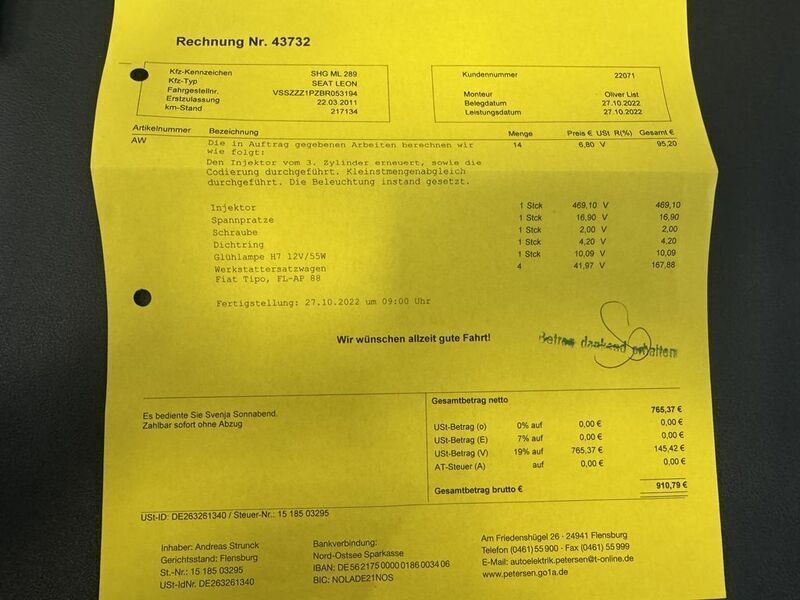 Rechnung Nr. 43732
Kfz-Kennzeichen SHG ML 289
Kfz-Typ SEAT LEON
Fahrgestellnr. VSSZZZ1PZBR053194
Erstzulassung 22.03.2011
km-Stand 217134
Kundennummer 22071
Monteur Oliver List
Belegdatum 27.10.2022
Leistungsdatum 27.10.2022
Artikelnummer Bezeichnung Menge Preis € USt R(%) Gesamt €
AW Die in Auftrag gegebenen Arbeiten berechnen wir 14 6,80 V 95,20
wie folgt:
Den Injektor vom 3. Zylinder erneuert, sowie die
Codierung durchgeführt. Kleinstmengenabgleich
durchgeführt. Die Beleuchtung instand gesetzt.
Injektor 1 Stck 469,10 V 469,10
Spannpratze 1 Stck 16,90 V 16,90
Schraube 1 Stck 2,00 V 2,00
Dichtring 1 Stck 4,20 V 4,20
Glühlampe H7 12V/55W 1 Stck 10,09 V 10,09
Werkstattersatzwagen 4 41,97 V 167,88
Fiat Tipo, FL-AP 88
Fertigstellung: 27.10.2022 um 09:00 Uhr
Wir wünschen allzeit gute Fahrt!
Betrag dankend erhalten
Es bediente Sie Svenja Sonnabend.
Zahlbar sofort ohne Abzug
Gesamtbetrag netto 765,37 €
USt-Betrag (o) 0% auf 0,00 € 0,00 €
USt-Betrag (E) 7% auf 0,00 € 0,00 €
USt-Betrag (V) 19% auf 765,37 € 145,42 €
AT-Steuer (A) auf 0,00 € 0,00 €
Gesamtbetrag brutto € 910,79 €
USt-ID: DE263261340 / Steuer-Nr.: 15 185 03295
Inhaber: Andreas Strunck
Gerichtsstand: Flensburg
St.-Nr.: 15 185 03295
USt-IdNr. DE263261340
Bankverbindung:
Nord-Ostsee Sparkasse
IBAN: DE56 2175 0000 0186 0034 06
BIC: NOLADE21NOS
Am Friedenshügel 26 · 24941 Flensburg
Telefon (0461) 55 900 · Fax (0461) 55 999
E-Mail: autoelektrik.petersen@t-online.de
www.petersen.go1a.de